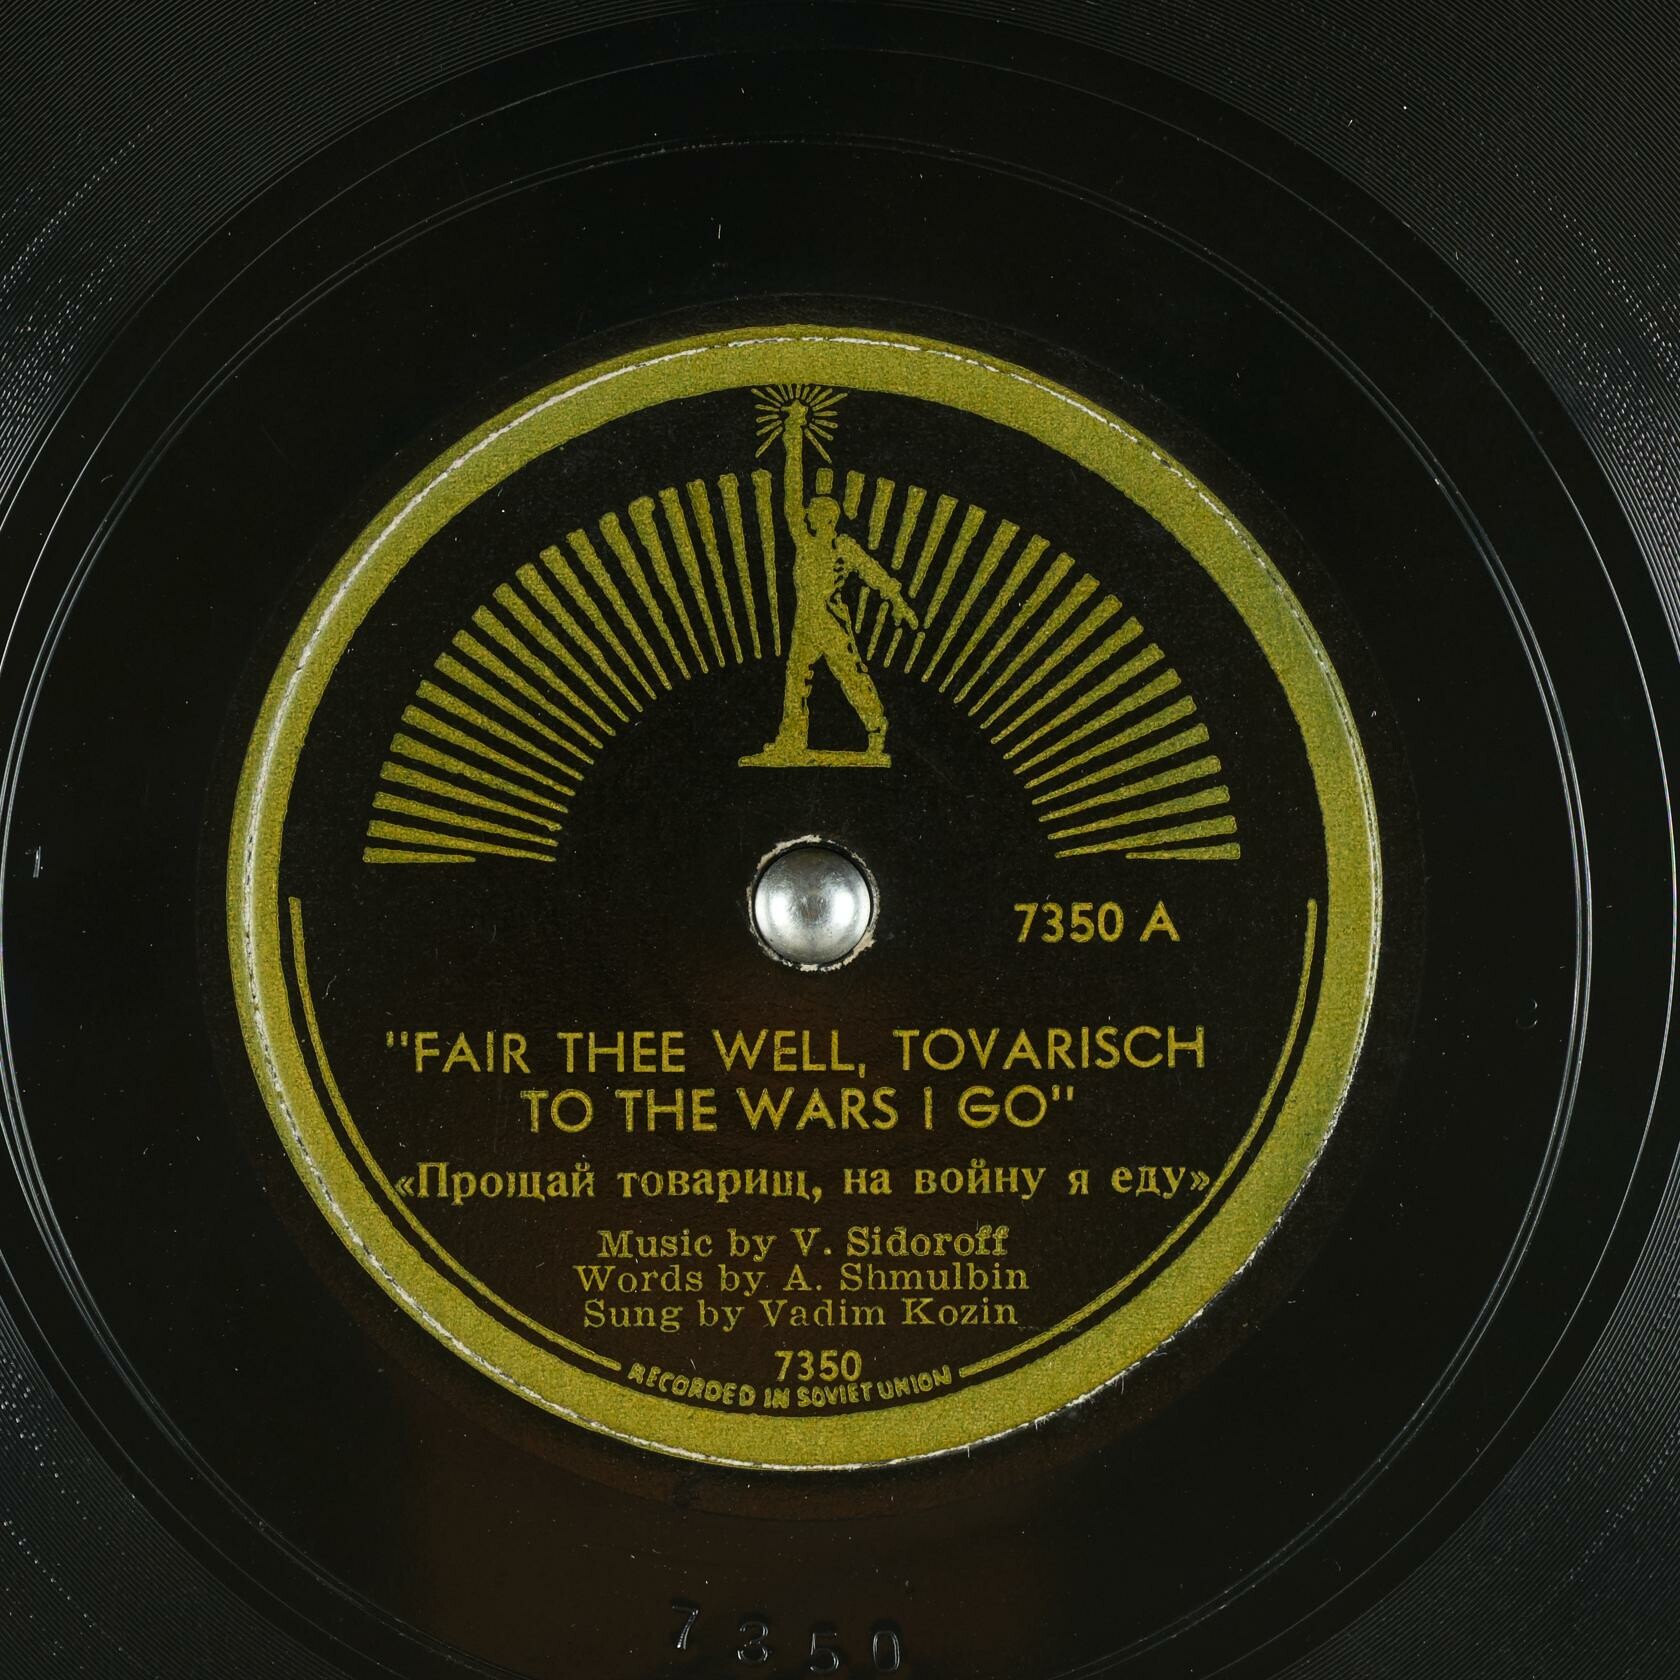 7350 A
"FAIR THEE WELL, TOVARISCH
TO THE WARS I GO"
«Прощай товарищ, на войну я еду»
Music by V. Sidoroff
Words by A. Shmulbin
Sung by Vadim Kozin
7350
RECORDED IN SOVIET UNION
7350